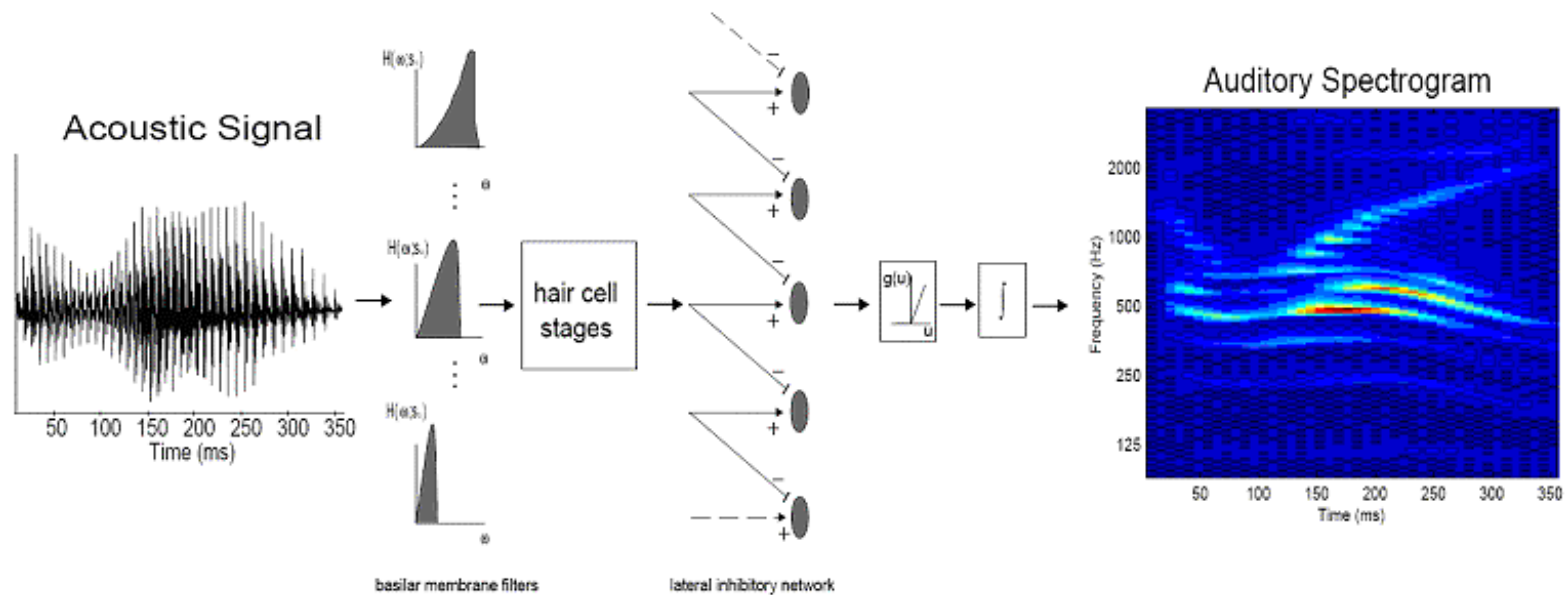 Acoustic Signal
50 100 150 200 250 300 350
Time (ms)
H(ω;s.)
ω
H(ω;s.)
ω
H(ω;s.)
ω
basilar membrane filters
hair cell
stages
−
+
−
+
−
+
−
+
−
+
lateral inhibitory network
g(u)
u
∫
Auditory Spectrogram
Frequency (Hz)
2000
1000
500
250
125
50 100 150 200 250 300 350
Time (ms)